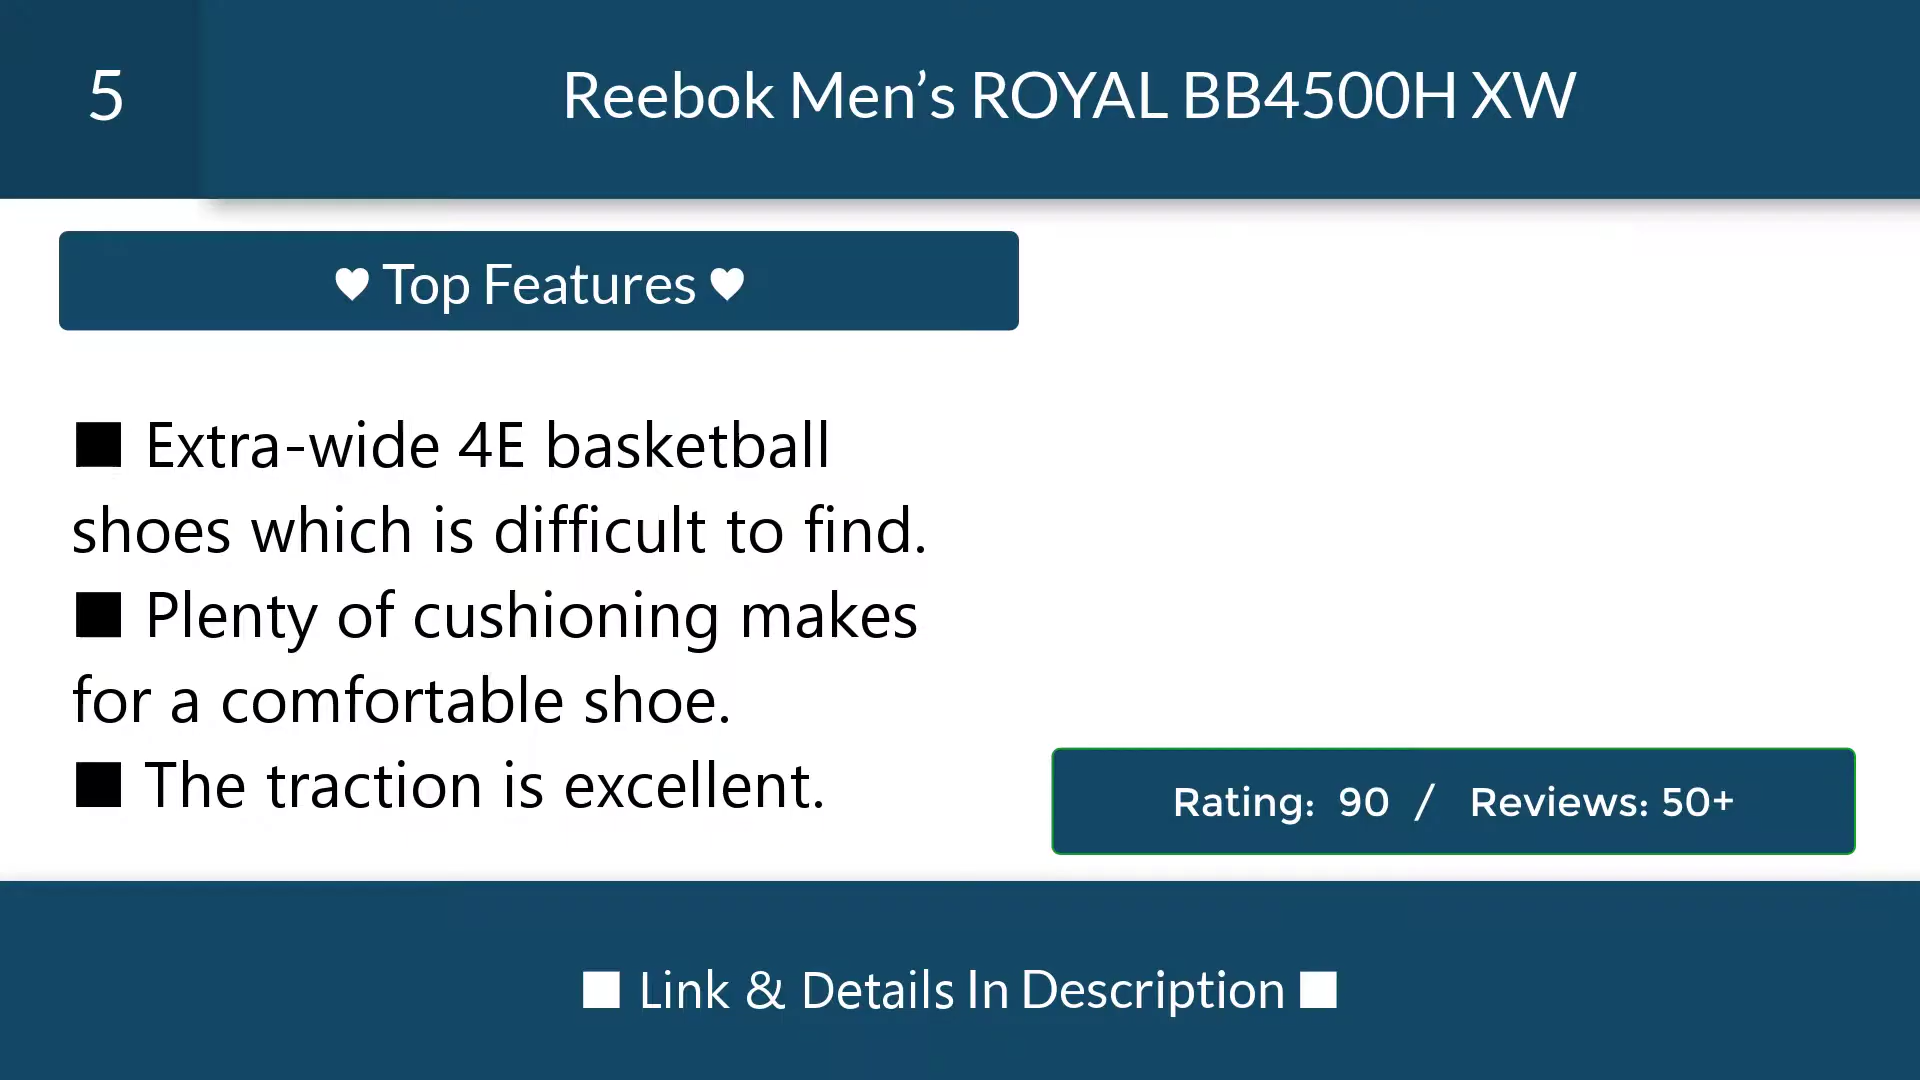 5
Reebok Men’s ROYAL BB4500H XW
♥ Top Features ♥
■ Extra-wide 4E basketball
shoes which is difficult to find.
■ Plenty of cushioning makes
for a comfortable shoe.
■ The traction is excellent.
Rating: 90 / Reviews: 50+
■ Link & Details In Description ■